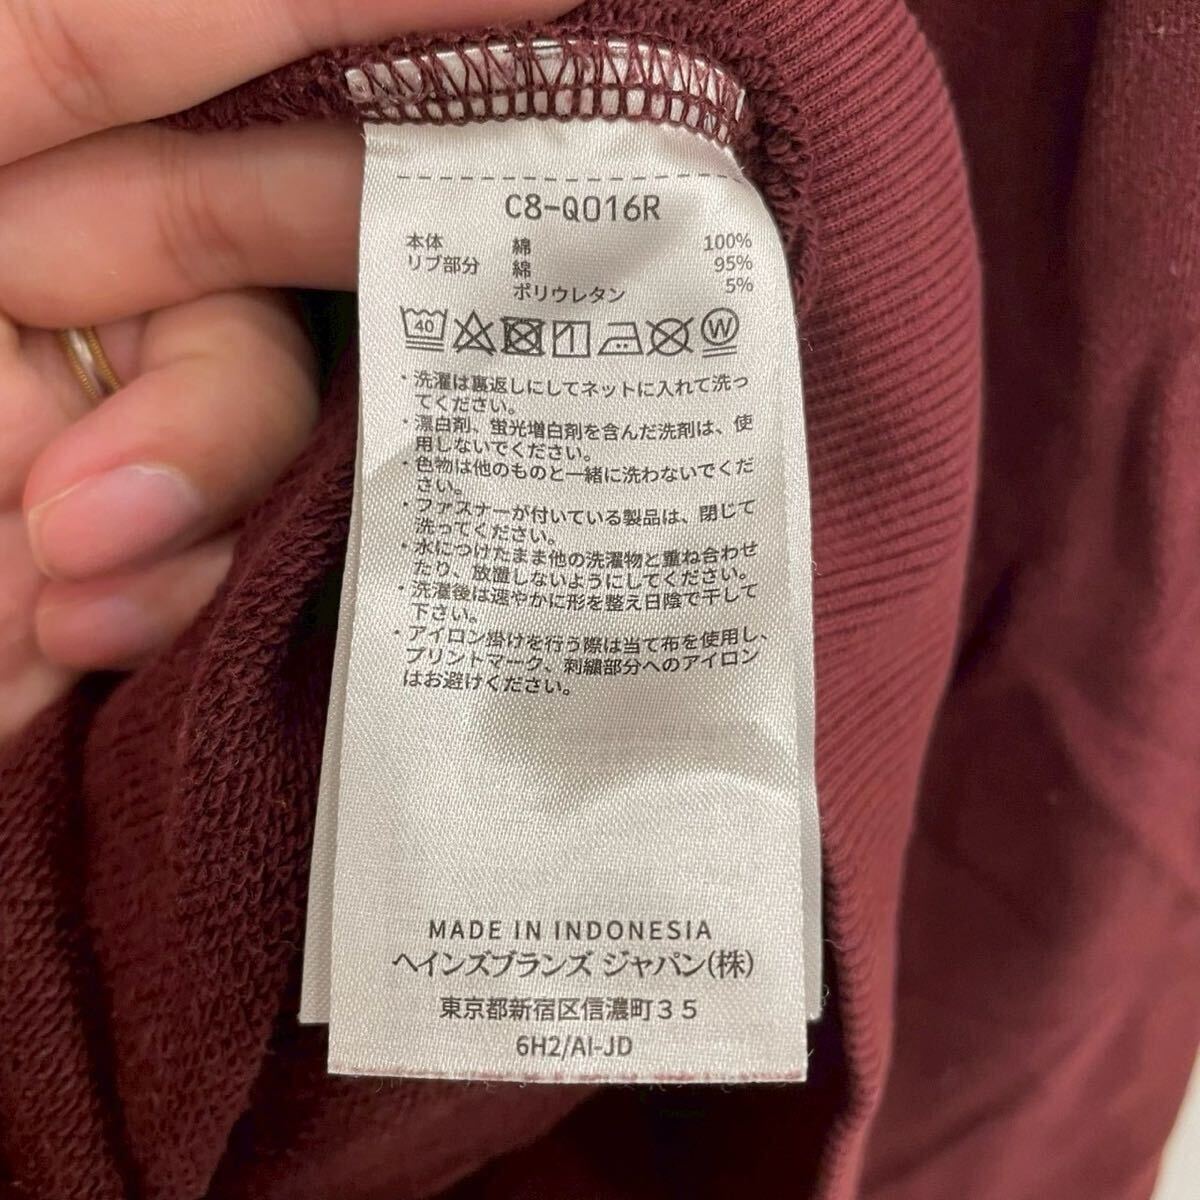 C8-Q016R
本体 綿 100%
リブ部分 綿 95%
ポリウレタン 5%
40 W
・洗濯は裏返しにしてネットに入れて洗っ
てください。
・漂白剤、蛍光増白剤を含んだ洗剤は、使
用しないでください。
・色物は他のものと一緒に洗わないでくだ
さい。
・ファスナーが付いている製品は、閉じて
洗ってください。
・水につけたまま他の洗濯物と重ね合わせ
たり、放置しないようにしてください。
・洗濯後は速やかに形を整え日陰で干して
下さい。
・アイロン掛けを行う際は当て布を使用し、
プリントマーク、刺繍部分へのアイロン
はお避けください。
MADE IN INDONESIA
ヘインズブランズ ジャパン(株)
東京都新宿区信濃町35
6H2/AI-JD